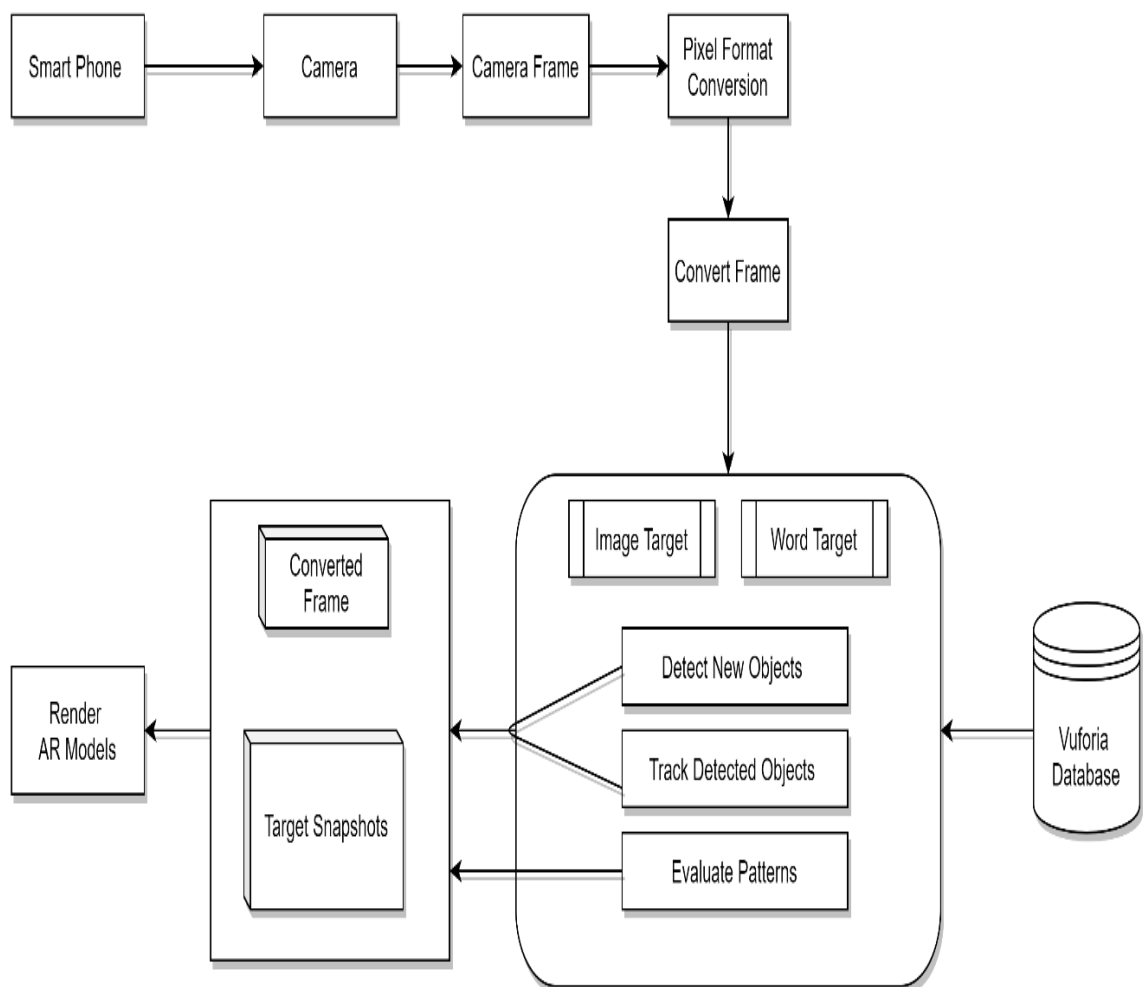 Smart Phone
Camera
Camera Frame
Pixel Format
Conversion
Convert Frame
Image Target
Word Target
Converted
Frame
Detect New Objects
Render
AR Models
Track Detected Objects
Vuforia
Database
Target Snapshots
Evaluate Patterns